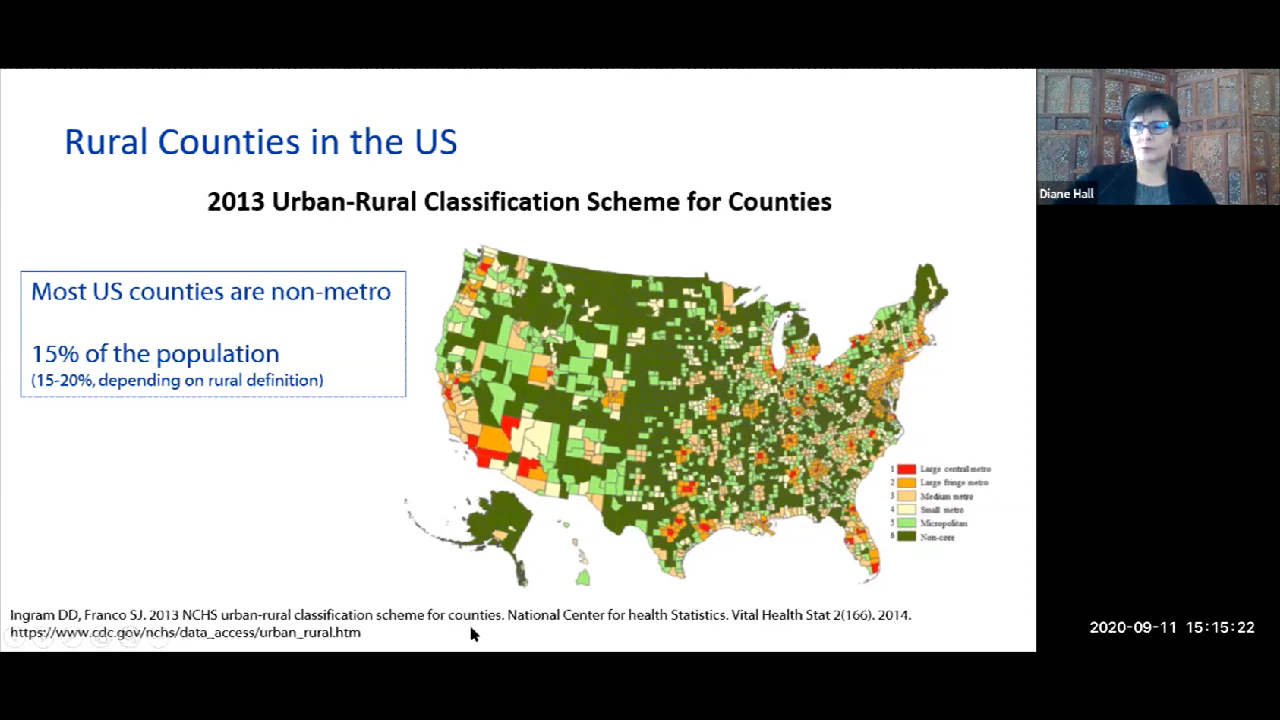 Rural Counties in the US
2013 Urban-Rural Classification Scheme for Counties
Most US counties are non-metro
15% of the population
(15-20%, depending on rural definition)
1 Large central metro
2 Large fringe metro
3 Medium metro
4 Small metro
5 Micropolitan
6 Non-core
Ingram DD, Franco SJ. 2013 NCHS urban-rural classification scheme for counties. National Center for health Statistics. Vital Health Stat 2(166). 2014.
https://www.cdc.gov/nchs/data_access/urban_rural.htm
Diane Hall
2020-09-11 15:15:22